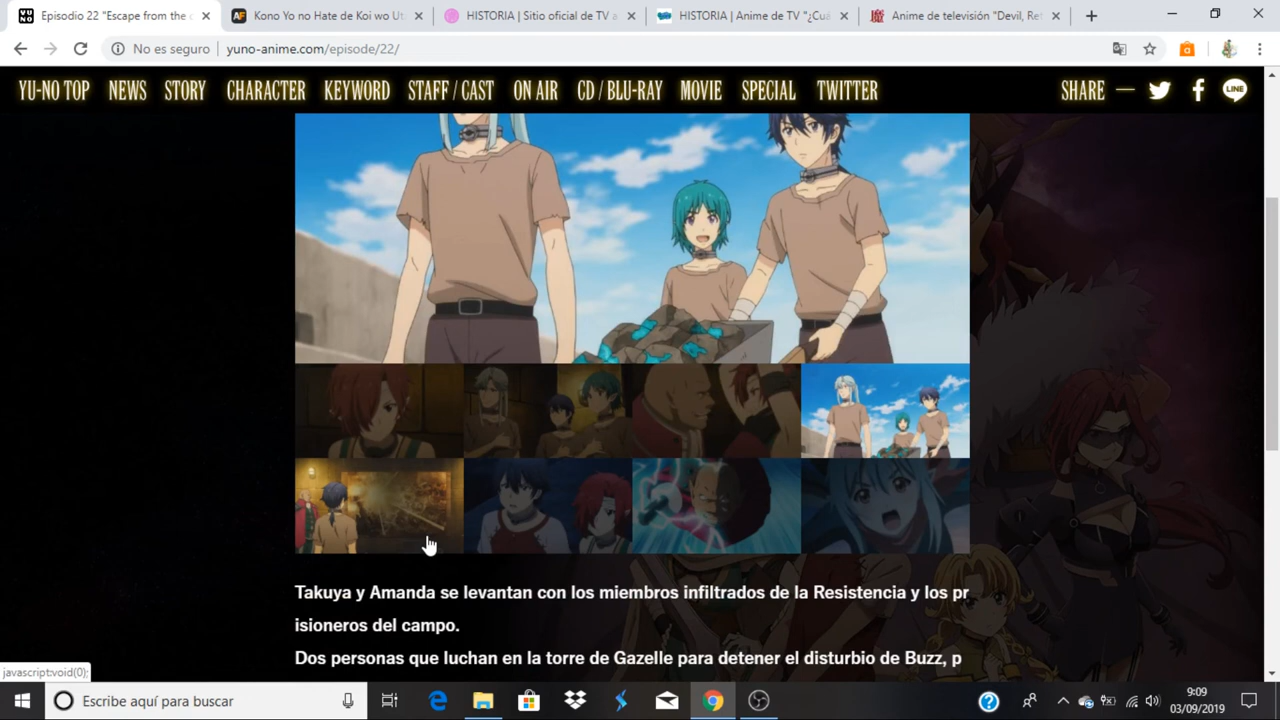 Episodio 22 "Escape from the c
Kono Yo no Hate de Koi wo Uta
HISTORIA | Sitio oficial de TV a
HISTORIA | Anime de TV "¿Cuá
Anime de televisión "Devil, Ret
No es seguro
yuno-anime.com/episode/22/
YU-NO TOP
NEWS
STORY
CHARACTER
KEYWORD
STAFF / CAST
ON AIR
CD / BLU-RAY
MOVIE
SPECIAL
TWITTER
SHARE
LINE
Takuya y Amanda se levantan con los miembros infiltrados de la Resistencia y los pr
isioneros del campo.
Dos personas que luchan en la torre de Gazelle para detener el disturbio de Buzz, p
javascript:void(0);
Escribe aquí para buscar
9:09
03/09/2019